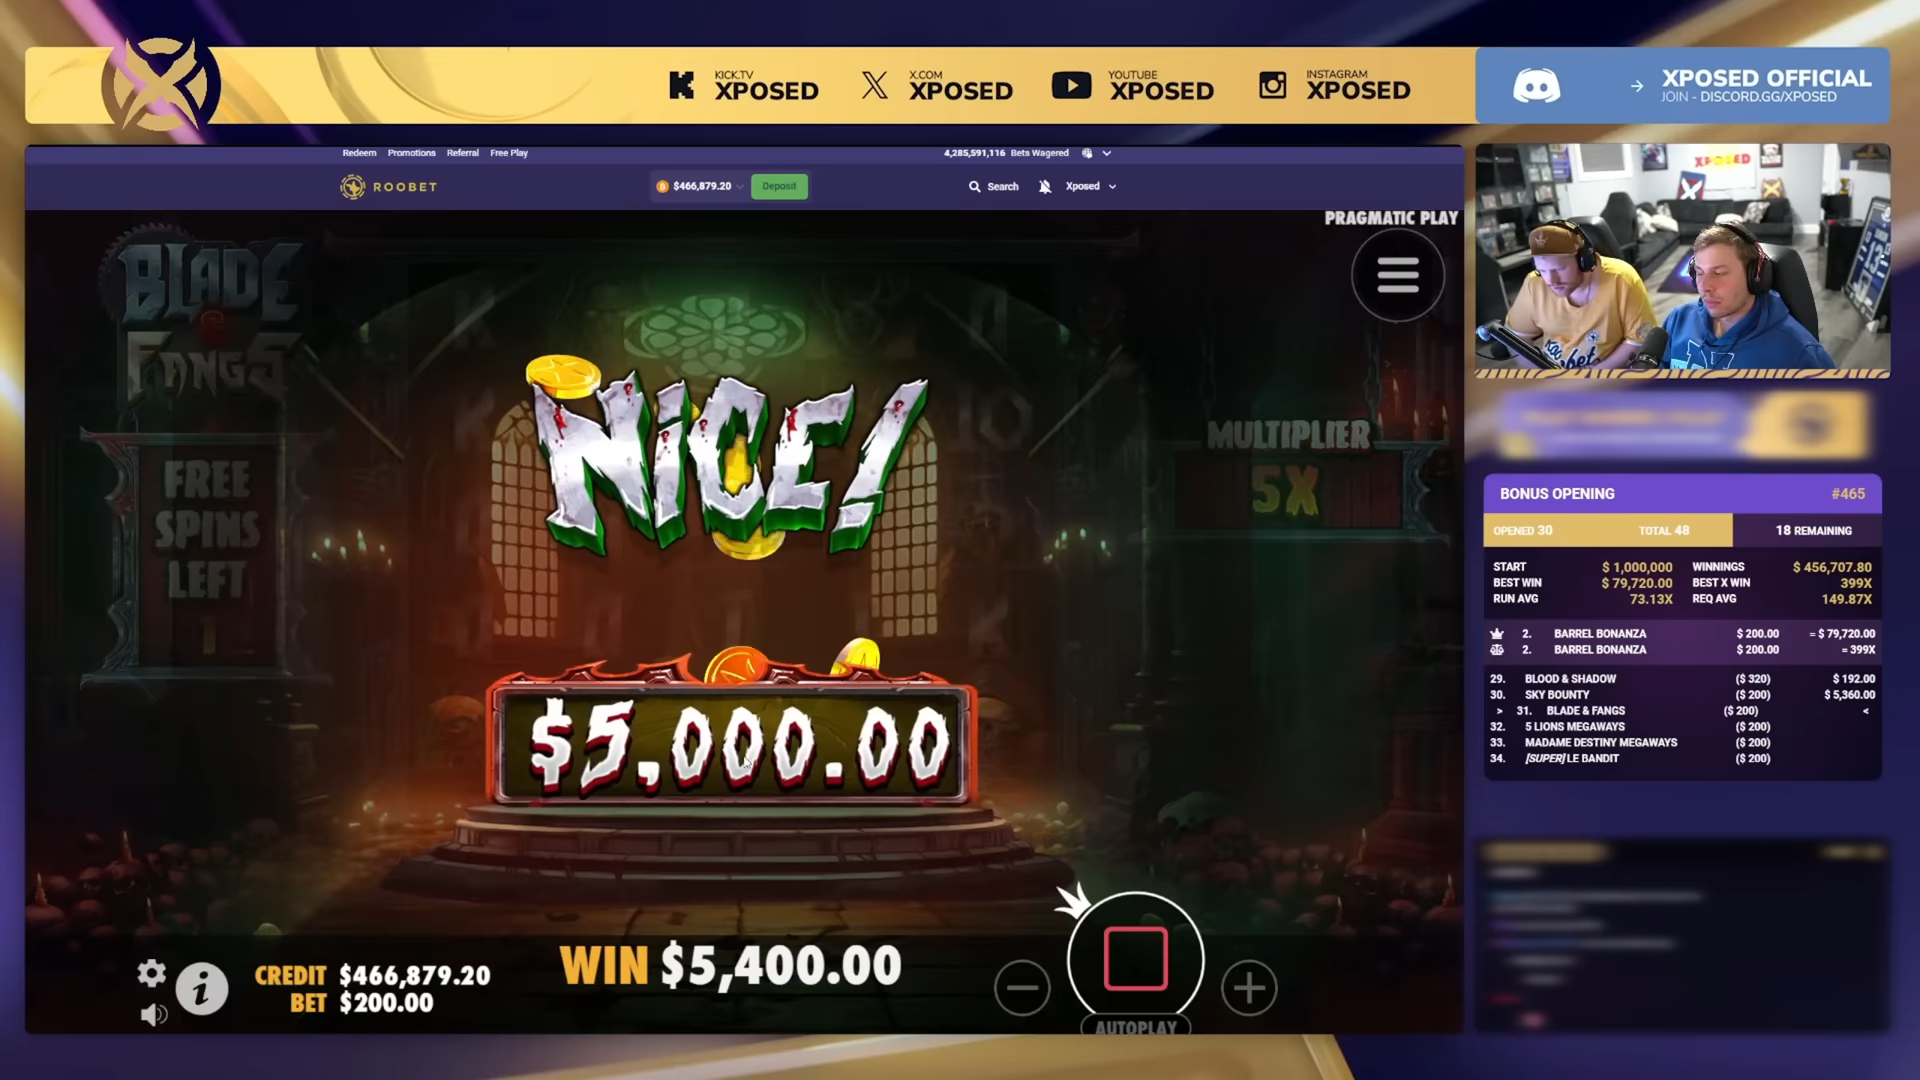 KICK.TV
XPOSED
X.COM
XPOSED
YOUTUBE
XPOSED
INSTAGRAM
XPOSED
XPOSED OFFICIAL
JOIN - DISCORD.GG/XPOSED
Redeem Promotions Referral Free Play
4,285,591,116 Bets Wagered
ROOBET
$466,879.20
Deposit
Search
Xposed
PRAGMATIC PLAY
BLADE
&
FANGS
FREE
SPINS
LEFT
1
NICE!
MULTIPLIER
5X
$5,000.00
CREDIT $466,879.20
BET $200.00
WIN $5,400.00
AUTOPLAY
XPOSED
BONUS OPENING #465
OPENED 30 TOTAL 48 18 REMAINING
START $ 1,000,000 WINNINGS $ 456,707.80
BEST WIN $ 79,720.00 BEST X WIN 399X
RUN AVG 73.13X REQ AVG 149.87X
2. BARREL BONANZA $ 200.00 = $ 79,720.00
2. BARREL BONANZA $ 200.00 = 399X
29. BLOOD & SHADOW ($ 320) $ 192.00
30. SKY BOUNTY ($ 200) $ 5,360.00
> 31. BLADE & FANGS ($ 200) <
32. 5 LIONS MEGAWAYS ($ 200)
33. MADAME DESTINY MEGAWAYS ($ 200)
34. [SUPER] LE BANDIT ($ 200)